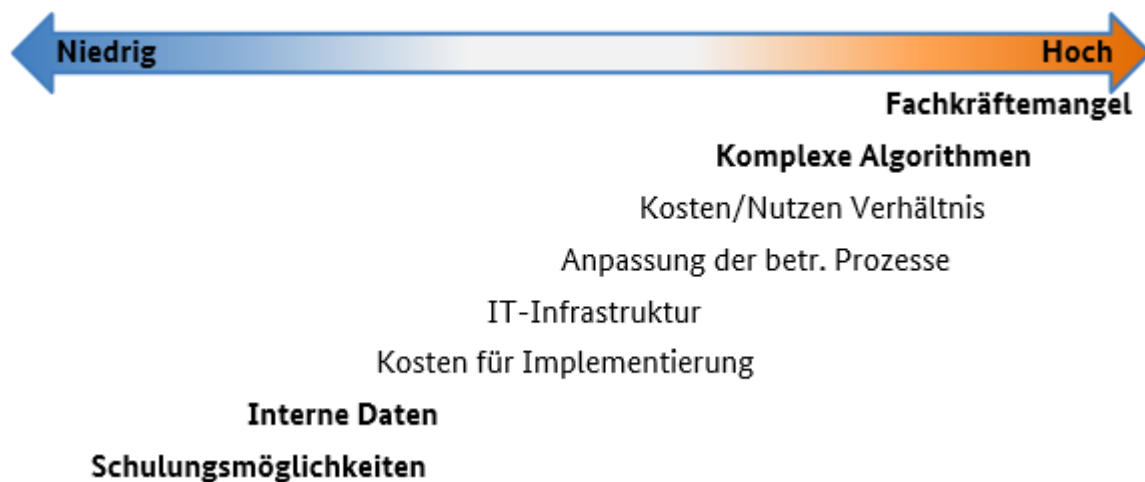 Niedrig Hoch
Fachkräftemangel
Komplexe Algorithmen
Kosten/Nutzen Verhältnis
Anpassung der betr. Prozesse
IT-Infrastruktur
Kosten für Implementierung
Interne Daten
Schulungsmöglichkeiten